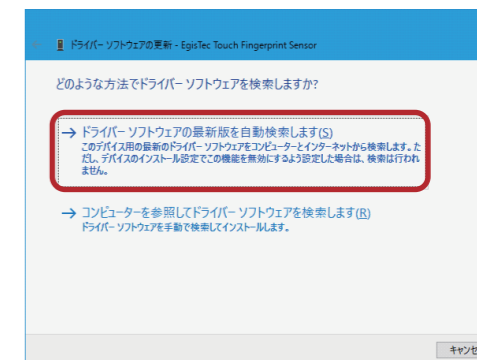 ドライバー ソフトウェアの更新 - EgisTec Touch Fingerprint Sensor
どのような方法でドライバー ソフトウェアを検索しますか?
→ ドライバー ソフトウェアの最新版を自動検索します(S)
このデバイス用の最新のドライバー ソフトウェアをコンピューターとインターネットから検索します。た
だし、デバイスのインストール設定でこの機能を無効にするよう設定した場合は、検索は行われ
ません。
→ コンピューターを参照してドライバー ソフトウェアを検索します(R)
ドライバー ソフトウェアを手動で検索してインストールします。
キャンセ